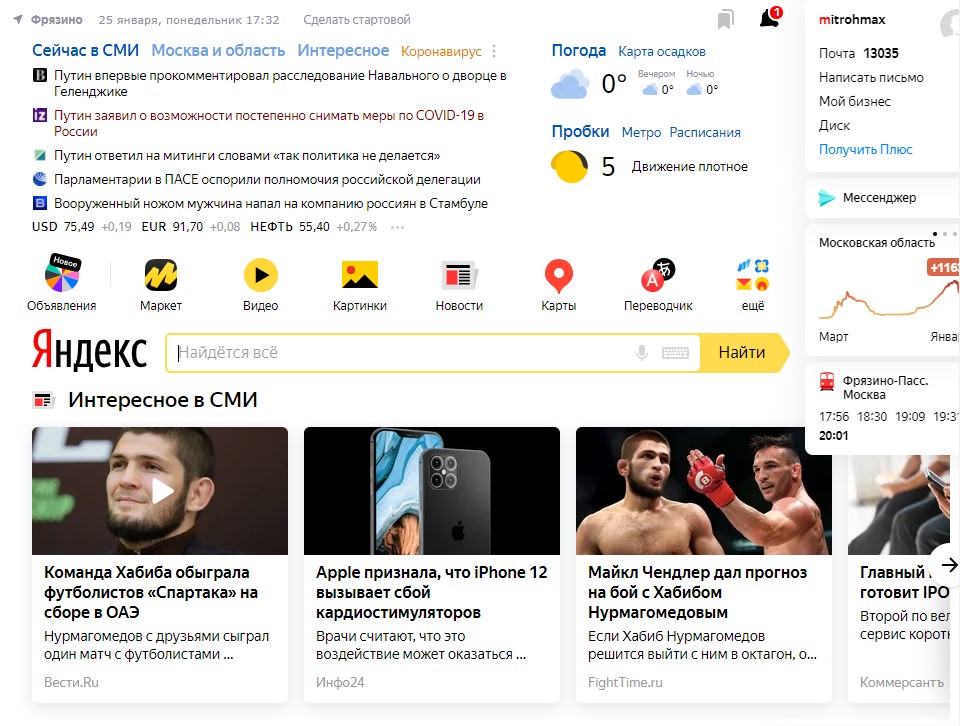 Фрязино 25 января, понедельник 17:32 Сделать стартовой
1
Сейчас в СМИ Москва и область Интересное Коронавирус
Путин впервые прокомментировал расследование Навального о дворце в
Геленджике
Путин заявил о возможности постепенно снимать меры по COVID-19 в
России
Путин ответил на митинги словами «так политика не делается»
Парламентарии в ПАСЕ оспорили полномочия российской делегации
Вооруженный ножом мужчина напал на компанию россиян в Стамбуле
USD 75,49 +0,19 EUR 91,70 +0,08 НЕФТЬ 55,40 +0,27% ...
Погода Карта осадков
0° Вечером 0° Ночью 0°
Пробки Метро Расписания
5 Движение плотное
mitrohmax
Почта 13035
Написать письмо
Мой бизнес
Диск
Получить Плюс
Мессенджер
Московская область
+116
Март Янва
Фрязино-Пасс.
Москва
17:56 18:30 19:09 19:31
20:01
Новое
Объявления Маркет Видео Картинки Новости Карты Переводчик ещё
Яндекс Найдётся всё Найти
Интересное в СМИ
Команда Хабиба обыграла
футболистов «Спартака» на
сборе в ОАЭ
Нурмагомедов с друзьями сыграл
один матч с футболистами ...
Вести.Ru
Apple признала, что iPhone 12
вызывает сбой
кардиостимуляторов
Врачи считают, что это
воздействие может оказаться ...
Инфо24
Майкл Чендлер дал прогноз
на бой с Хабибом
Нурмагомедовым
Если Хабиб Нурмагомедов
решится выйти с ним в октагон, о...
FightTime.ru
Главный
готовит IPO
Второй по вел
сервис коротк
Коммерсантъ